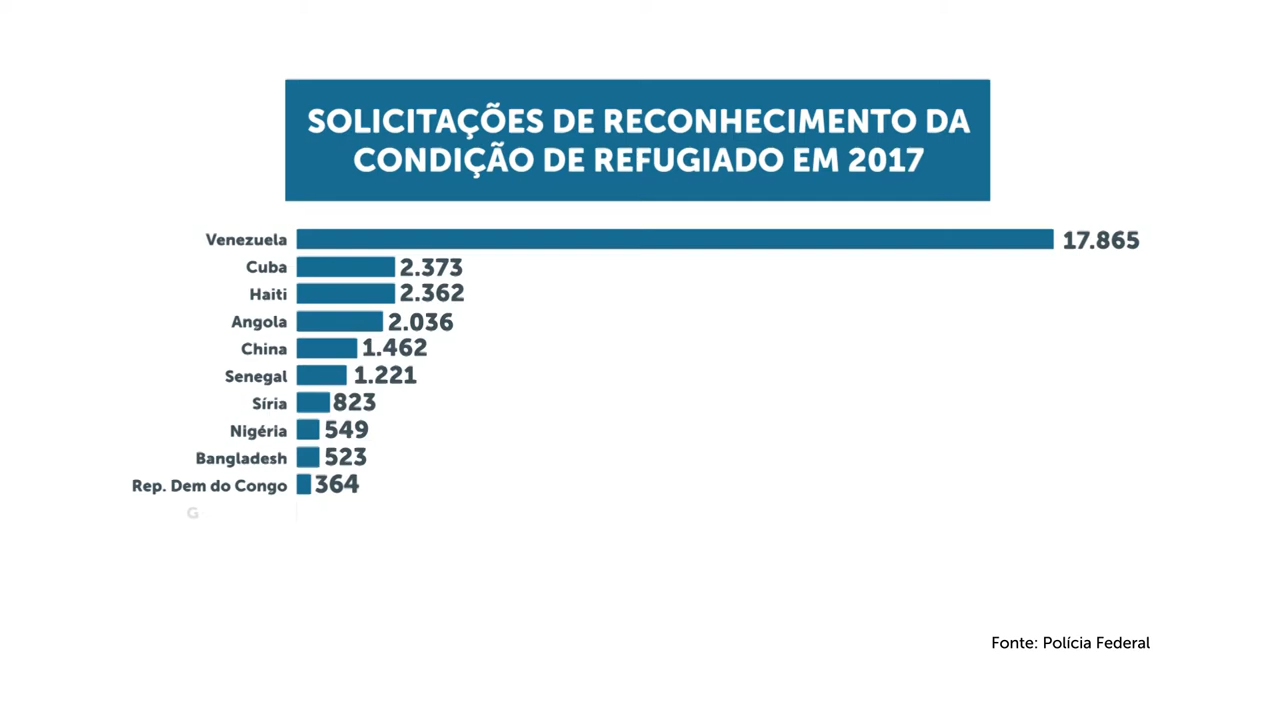 SOLICITAÇÕES DE RECONHECIMENTO DA
CONDIÇÃO DE REFUGIADO EM 2017
Venezuela 17.865
Cuba 2.373
Haiti 2.362
Angola 2.036
China 1.462
Senegal 1.221
Síria 823
Nigéria 549
Bangladesh 523
Rep. Dem do Congo 364
G
Fonte: Polícia Federal